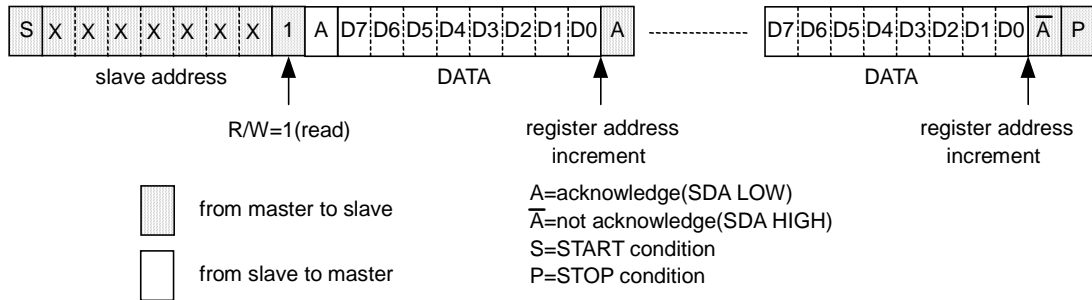 S X X X X X X X 1 A D7 D6 D5 D4 D3 D2 D1 D0 A D7 D6 D5 D4 D3 D2 D1 D0 A̅ P
slave address DATA DATA
R/W=1(read) register address register address
increment increment
A=acknowledge(SDA LOW)
from master to slave A̅=not acknowledge(SDA HIGH)
S=START condition
from slave to master P=STOP condition